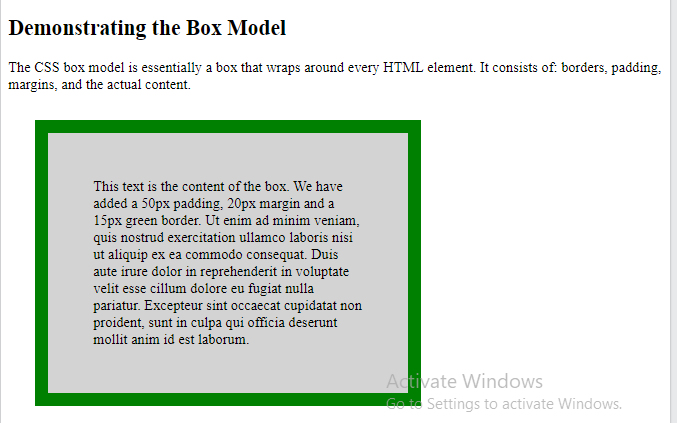 Demonstrating the Box Model
The CSS box model is essentially a box that wraps around every HTML element. It consists of: borders, padding,
margins, and the actual content.
This text is the content of the box. We have
added a 50px padding, 20px margin and a
15px green border. Ut enim ad minim veniam,
quis nostrud exercitation ullamco laboris nisi
ut aliquip ex ea commodo consequat. Duis
aute irure dolor in reprehenderit in voluptate
velit esse cillum dolore eu fugiat nulla
pariatur. Excepteur sint occaecat cupidatat non
proident, sunt in culpa qui officia deserunt
mollit anim id est laborum.
Activate Windows
Go to Settings to activate Windows.